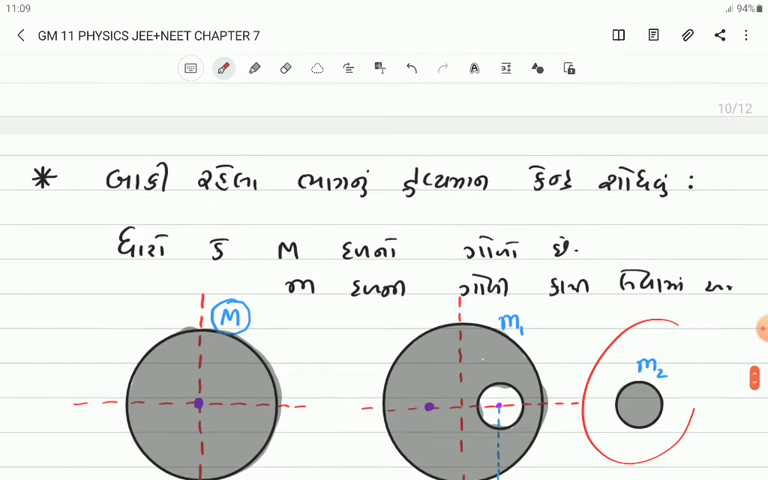 11:09 94%
GM 11 PHYSICS JEE+NEET CHAPTER 7
10/12
* બાકી રહેલા ભાગનું દ્રવ્યમાન કેન્દ્ર શોધવું :
ધારો કે M દળનો ગોળો છે.
m દળનો ગોળો કાપી
M m₁ m₂